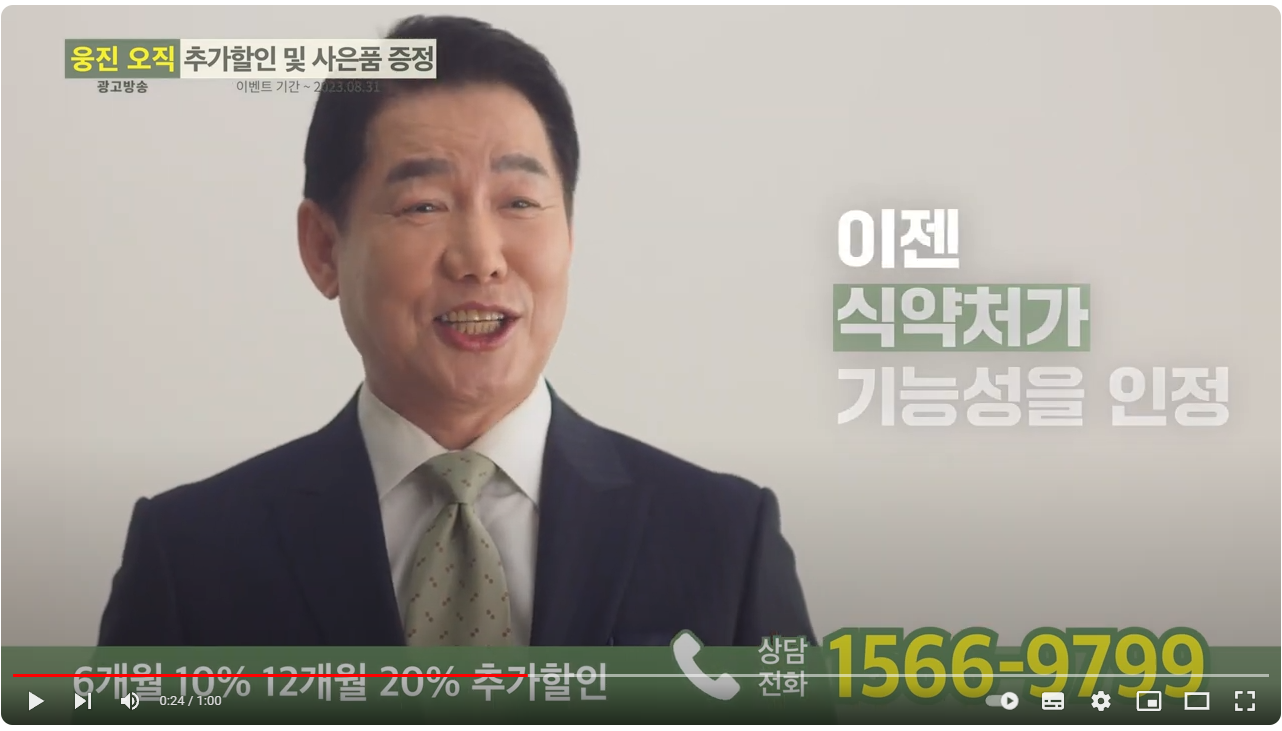 웅진 오직 추가할인 및 사은품 증정
광고방송 이벤트 기간 ~ 2023.08.31
이젠
식약처가
기능성을 인정
6개월 10% 12개월 20% 추가할인
상담
전화
1566-9799
0:24 / 1:00